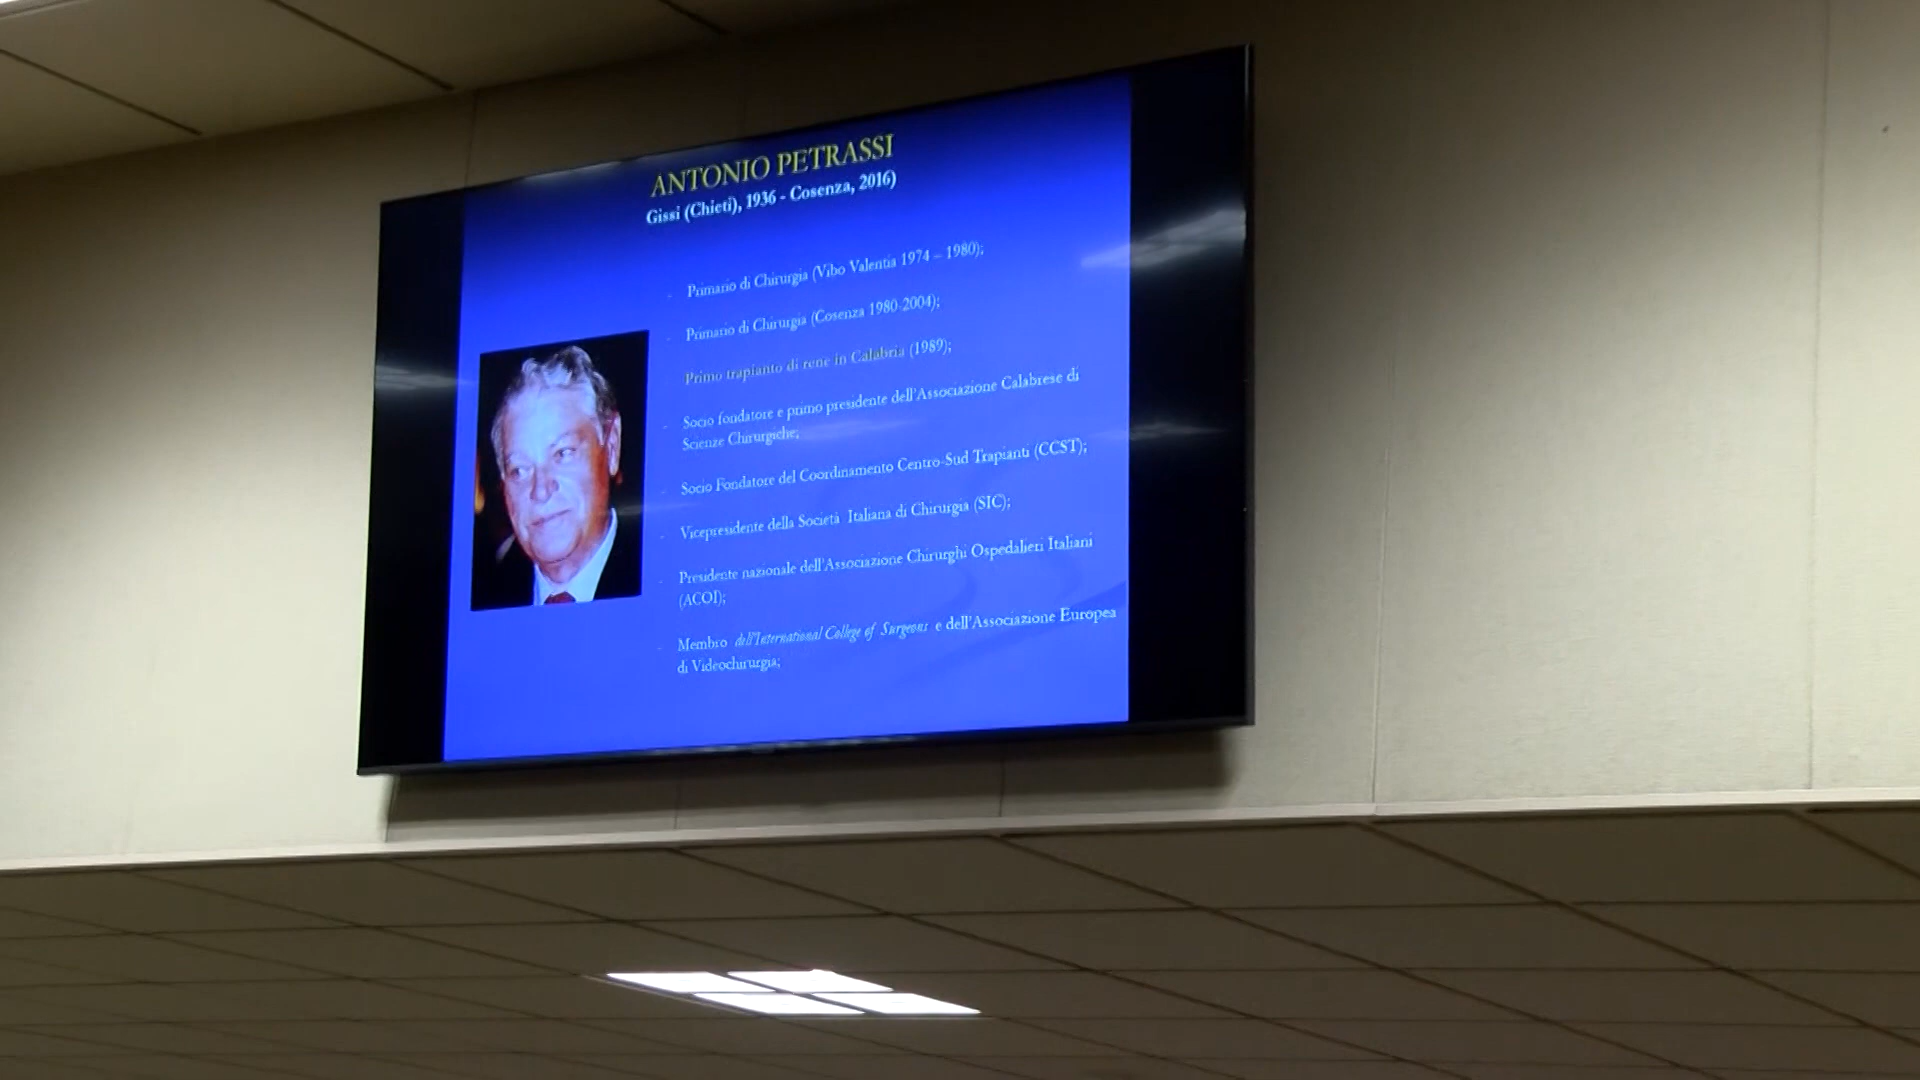 ANTONIO PETRASSI
Gissi (Chieti), 1936 - Cosenza, 2016)
- Primario di Chirurgia (Vibo Valentia 1974 – 1980);
- Primario di Chirurgia (Cosenza 1980-2004);
- Primo trapianto di rene in Calabria (1989);
- Socio fondatore e primo presidente dell'Associazione Calabrese di
Scienze Chirurgiche;
- Socio Fondatore del Coordinamento Centro-Sud Trapianti (CCST);
- Vicepresidente della Società Italiana di Chirurgia (SIC);
- Presidente nazionale dell'Associazione Chirurghi Ospedalieri Italiani
(ACOI);
- Membro dell'International College of Surgeons e dell'Associazione Europea
di Videochirurgia;